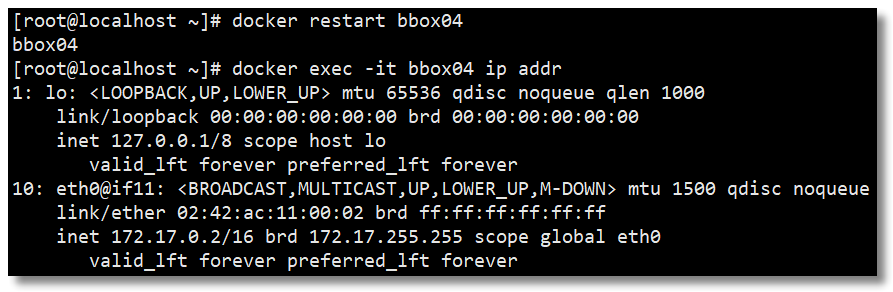 [root@localhost ~]# docker restart bbox04
bbox04
[root@localhost ~]# docker exec -it bbox04 ip addr
1: lo: <LOOPBACK,UP,LOWER_UP> mtu 65536 qdisc noqueue qlen 1000
    link/loopback 00:00:00:00:00:00 brd 00:00:00:00:00:00
    inet 127.0.0.1/8 scope host lo
       valid_lft forever preferred_lft forever
10: eth0@if11: <BROADCAST,MULTICAST,UP,LOWER_UP,M-DOWN> mtu 1500 qdisc noqueue
    link/ether 02:42:ac:11:00:02 brd ff:ff:ff:ff:ff:ff
    inet 172.17.0.2/16 brd 172.17.255.255 scope global eth0
       valid_lft forever preferred_lft forever